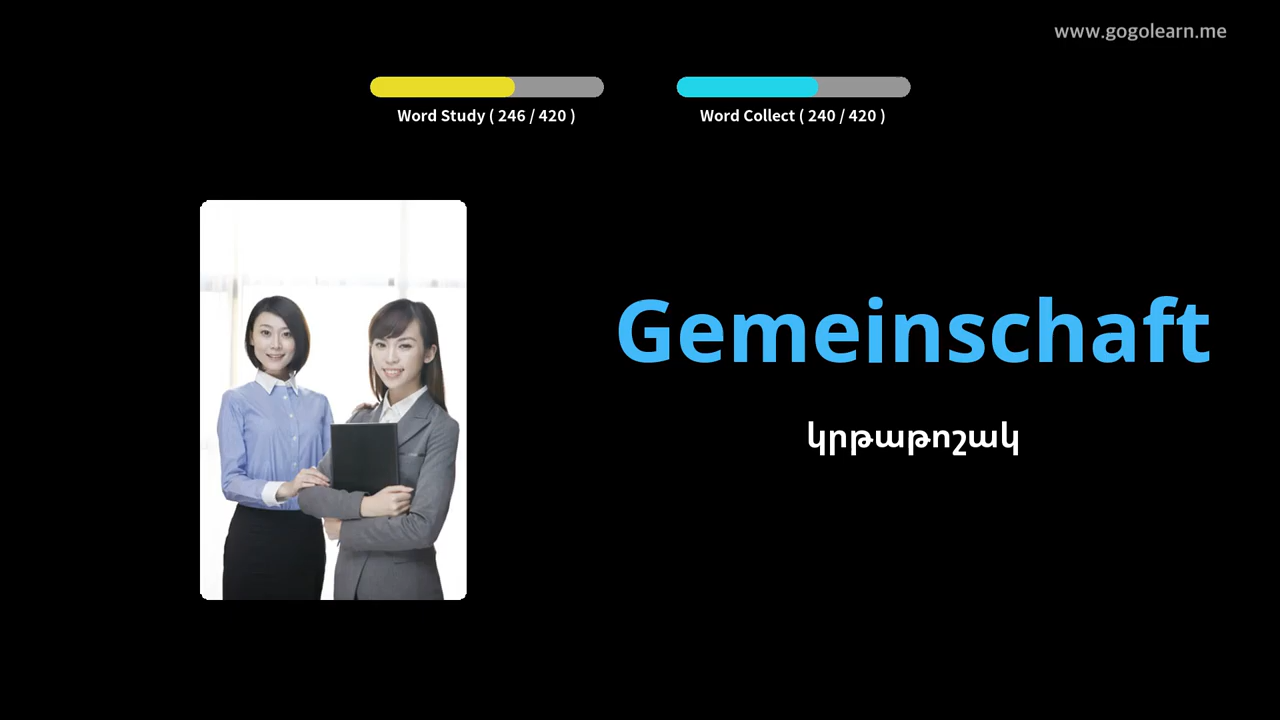 www.gogolearn.me
Word Study ( 246 / 420 )
Word Collect ( 240 / 420 )
Gemeinschaft
կրթաթոշակ